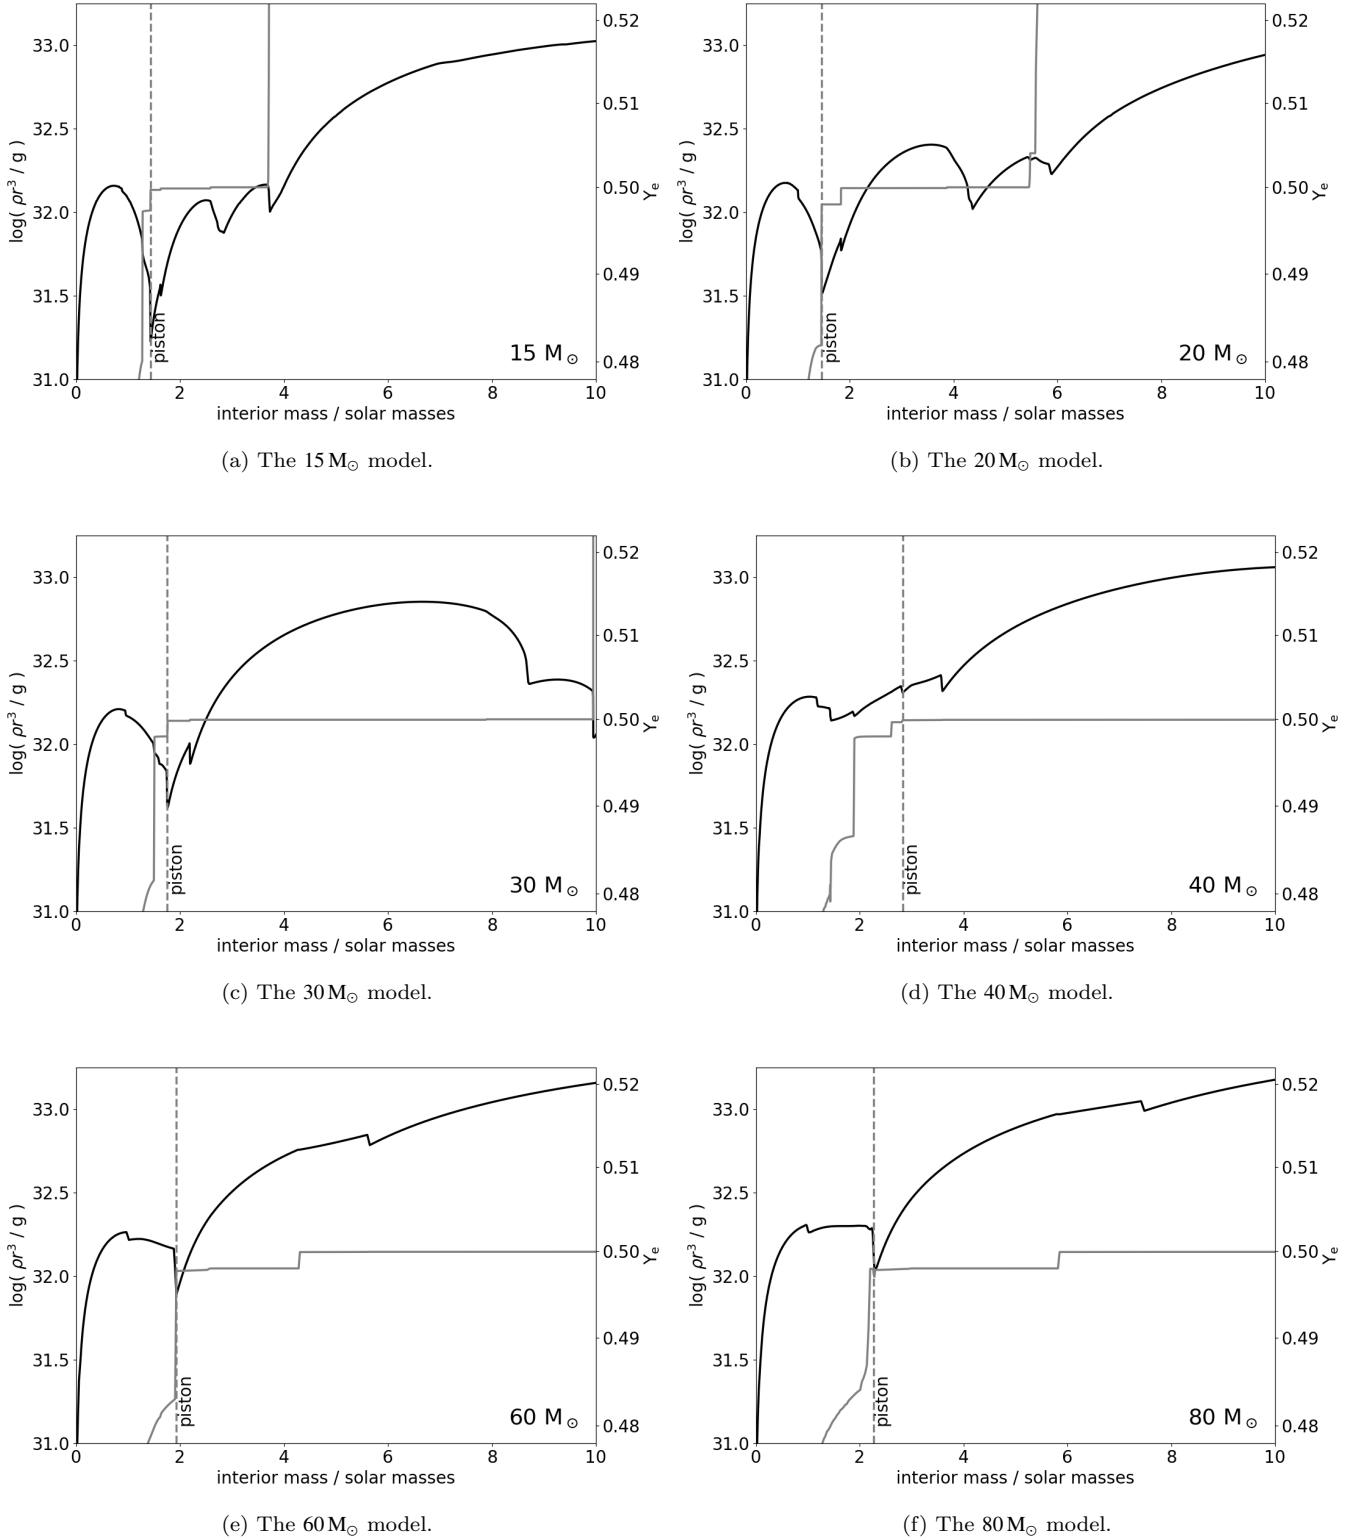 33.0
32.5
32.0
31.5
31.0
log( ρr³ / g )
0.52
0.51
0.50
0.49
0.48
Yₑ
piston
15 M⊙
0 2 4 6 8 10
interior mass / solar masses
(a) The 15 M⊙ model.
33.0
32.5
32.0
31.5
31.0
log( ρr³ / g )
0.52
0.51
0.50
0.49
0.48
Yₑ
piston
20 M⊙
0 2 4 6 8 10
interior mass / solar masses
(b) The 20 M⊙ model.
33.0
32.5
32.0
31.5
31.0
log( ρr³ / g )
0.52
0.51
0.50
0.49
0.48
Yₑ
piston
30 M⊙
0 2 4 6 8 10
interior mass / solar masses
(c) The 30 M⊙ model.
33.0
32.5
32.0
31.5
31.0
log( ρr³ / g )
0.52
0.51
0.50
0.49
0.48
Yₑ
piston
40 M⊙
0 2 4 6 8 10
interior mass / solar masses
(d) The 40 M⊙ model.
33.0
32.5
32.0
31.5
31.0
log( ρr³ / g )
0.52
0.51
0.50
0.49
0.48
Yₑ
piston
60 M⊙
0 2 4 6 8 10
interior mass / solar masses
(e) The 60 M⊙ model.
33.0
32.5
32.0
31.5
31.0
log( ρr³ / g )
0.52
0.51
0.50
0.49
0.48
Yₑ
piston
80 M⊙
0 2 4 6 8 10
interior mass / solar masses
(f) The 80 M⊙ model.